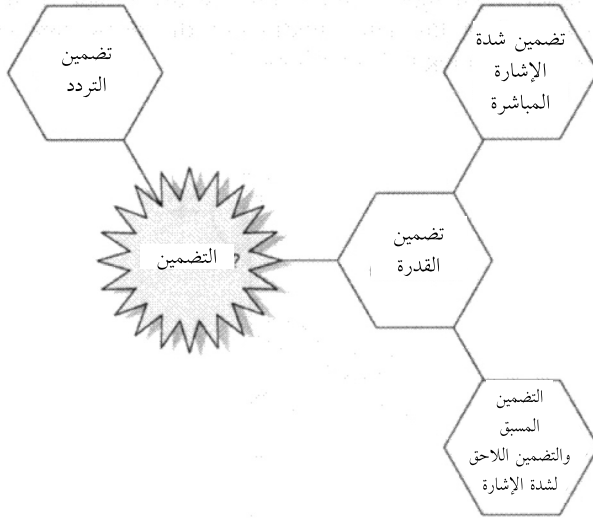 تضمين
التردد
تضمين شدة
الإشارة
المباشرة
التضمين ?
تضمين
القدرة
التضمين
المسبق
والتضمين اللاحق
لشدة الإشارة